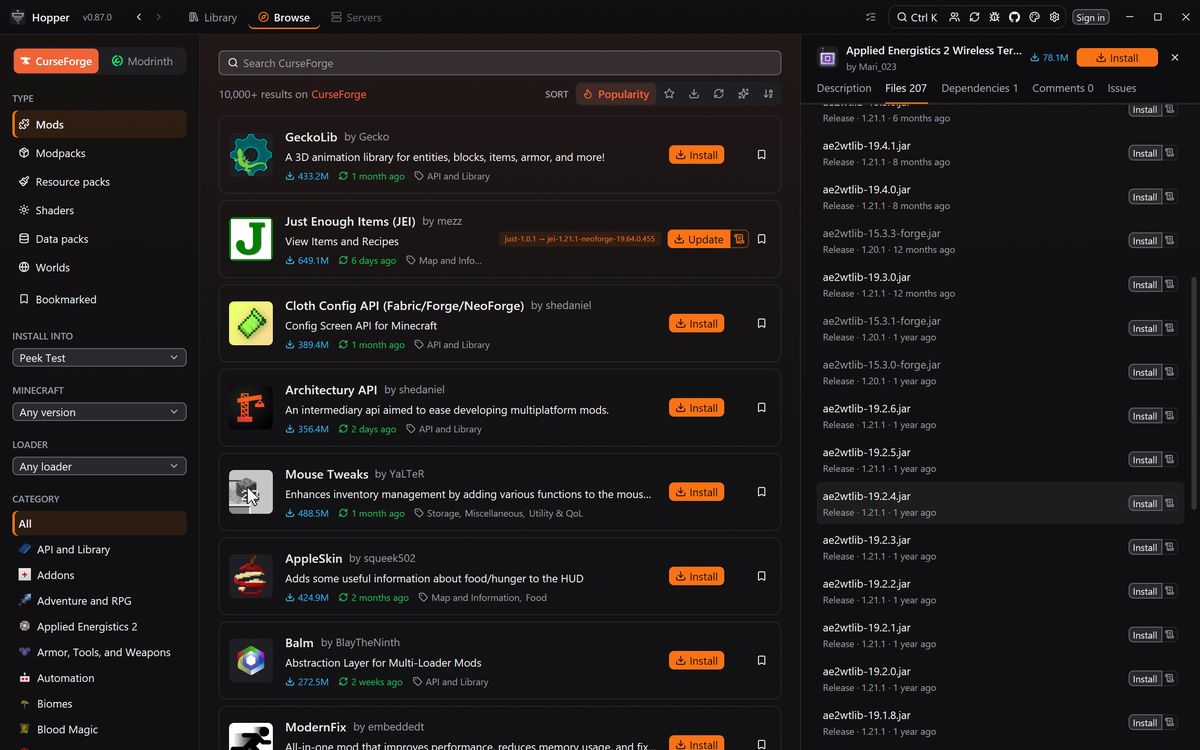 Hopper v0.87.0
Library
Browse
Servers
Ctrl K
Sign in
CurseForge
Modrinth
TYPE
Mods
Modpacks
Resource packs
Shaders
Data packs
Worlds
Bookmarked
INSTALL INTO
Peek Test
MINECRAFT
Any version
LOADER
Any loader
CATEGORY
All
API and Library
Addons
Adventure and RPG
Applied Energistics 2
Armor, Tools, and Weapons
Automation
Biomes
Blood Magic
Search CurseForge
10,000+ results on CurseForge
SORT
Popularity
GeckoLib by Gecko
A 3D animation library for entities, blocks, items, armor, and more!
433.2M 1 month ago API and Library
Install
Just Enough Items (JEI) by mezz
View Items and Recipes
649.1M 6 days ago Map and Info...
just-1.0.1 → jei-1.21.1-neoforge-19.64.0.455
Update
Cloth Config API (Fabric/Forge/NeoForge) by shedaniel
Config Screen API for Minecraft
389.4M 1 month ago API and Library
Install
Architectury API by shedaniel
An intermediary api aimed to ease developing multiplatform mods.
356.4M 2 days ago API and Library
Install
Mouse Tweaks by YaLTeR
Enhances inventory management by adding various functions to the mous...
488.5M 1 month ago Storage, Miscellaneous, Utility & QoL
Install
AppleSkin by squeek502
Adds some useful information about food/hunger to the HUD
424.9M 2 months ago Map and Information, Food
Install
Balm by BlayTheNinth
Abstraction Layer for Multi-Loader Mods
272.5M 2 weeks ago API and Library
Install
ModernFix by embeddedt
All-in-one mod that improves performance, reduces memory usage, and fix...
Install
Applied Energistics 2 Wireless Ter...
by Mari_023
78.1M
Install
Description
Files 207
Dependencies 1
Comments 0
Issues
Release · 1.21.1 · 6 months ago
Install
ae2wtlib-19.4.1.jar
Release · 1.21.1 · 8 months ago
Install
ae2wtlib-19.4.0.jar
Release · 1.21.1 · 8 months ago
Install
ae2wtlib-15.3.3-forge.jar
Release · 1.20.1 · 12 months ago
Install
ae2wtlib-19.3.0.jar
Release · 1.21.1 · 12 months ago
Install
ae2wtlib-15.3.1-forge.jar
Release · 1.20.1 · 1 year ago
Install
ae2wtlib-15.3.0-forge.jar
Release · 1.20.1 · 1 year ago
Install
ae2wtlib-19.2.6.jar
Release · 1.21.1 · 1 year ago
Install
ae2wtlib-19.2.5.jar
Release · 1.21.1 · 1 year ago
Install
ae2wtlib-19.2.4.jar
Release · 1.21.1 · 1 year ago
Install
ae2wtlib-19.2.3.jar
Release · 1.21.1 · 1 year ago
Install
ae2wtlib-19.2.2.jar
Release · 1.21.1 · 1 year ago
Install
ae2wtlib-19.2.1.jar
Release · 1.21.1 · 1 year ago
Install
ae2wtlib-19.2.0.jar
Release · 1.21.1 · 1 year ago
Install
ae2wtlib-19.1.8.jar
Release · 1.21.1 · 1 year ago
Install